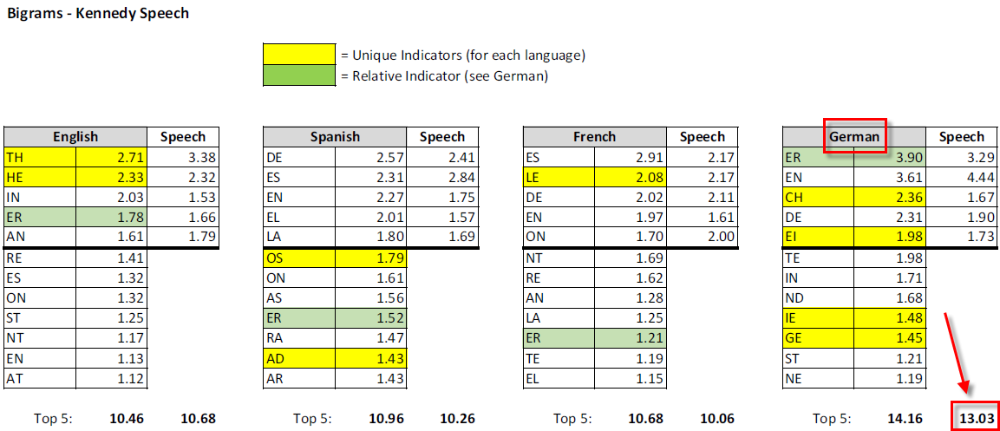 Bigrams - Kennedy Speech
= Unique Indicators (for each language)
= Relative Indicator (see German)
English Speech Spanish Speech French Speech German Speech
TH 2.71 3.38 DE 2.57 2.41 ES 2.91 2.17 ER 3.90 3.29
HE 2.33 2.32 ES 2.31 2.84 LE 2.08 2.17 EN 3.61 4.44
IN 2.03 1.53 EN 2.27 1.75 DE 2.02 2.11 CH 2.36 1.67
ER 1.78 1.66 EL 2.01 1.57 EN 1.97 1.61 DE 2.31 1.90
AN 1.61 1.79 LA 1.80 1.69 ON 1.70 2.00 EI 1.98 1.73
RE 1.41 OS 1.79 NT 1.69 TE 1.98
ES 1.32 ON 1.61 RE 1.62 IN 1.71
ON 1.32 AS 1.56 AN 1.28 ND 1.68
ST 1.25 ER 1.52 LA 1.25 IE 1.48
NT 1.17 RA 1.47 ER 1.21 GE 1.45
EN 1.13 AD 1.43 TE 1.19 ST 1.21
AT 1.12 AR 1.43 EL 1.15 NE 1.19
Top 5: 10.46 10.68 Top 5: 10.96 10.26 Top 5: 10.68 10.06 Top 5: 14.16 13.03